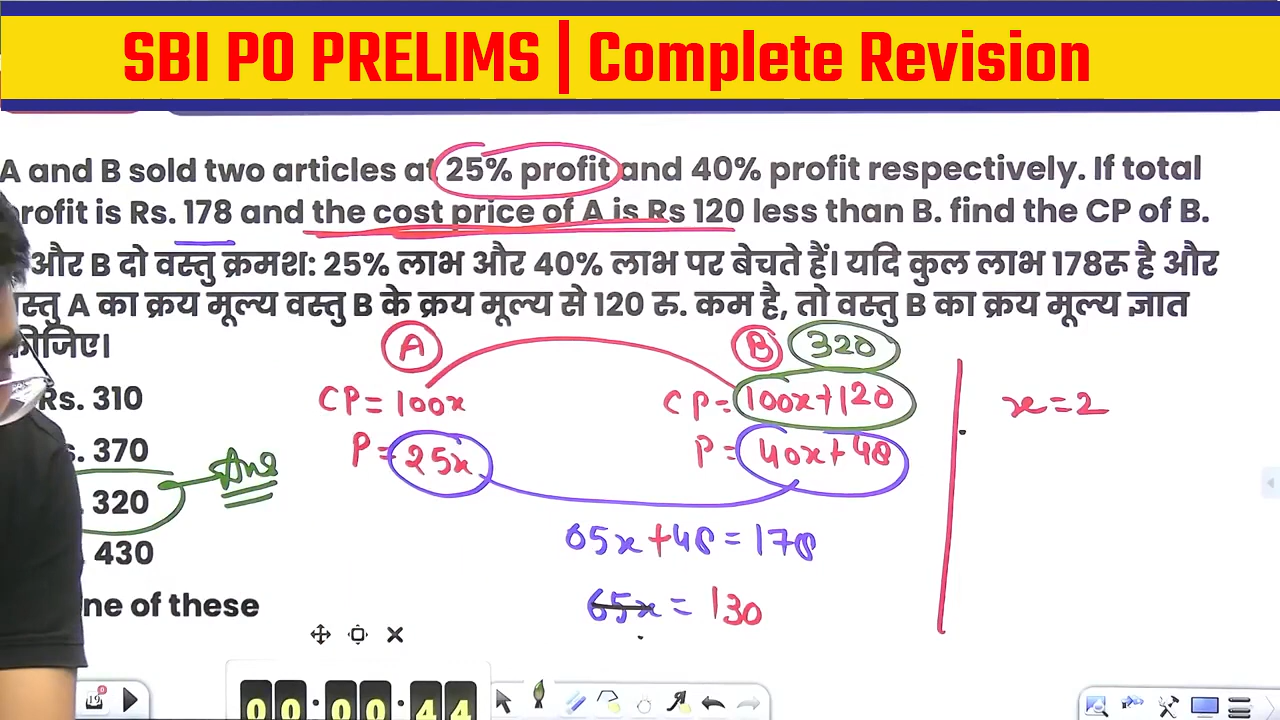 SBI PO PRELIMS | Complete Revision
A and B sold two articles at 25% profit and 40% profit respectively. If total
profit is Rs. 178 and the cost price of A is Rs 120 less than B. find the CP of B.
और B दो वस्तु क्रमश: 25% लाभ और 40% लाभ पर बेचते हैं। यदि कुल लाभ 178रू है और
वस्तु A का क्रय मूल्य वस्तु B के क्रय मूल्य से 120 रु. कम है, तो वस्तु B का क्रय मूल्य ज्ञात
कीजिए।
A B 320
Rs. 310 CP = 100x CP = 100x+120 x = 2
s. 370 P = 25x P = 40x+48
320 Ans
430 65x+48 = 178
ne of these 65x = 130
00:00:44